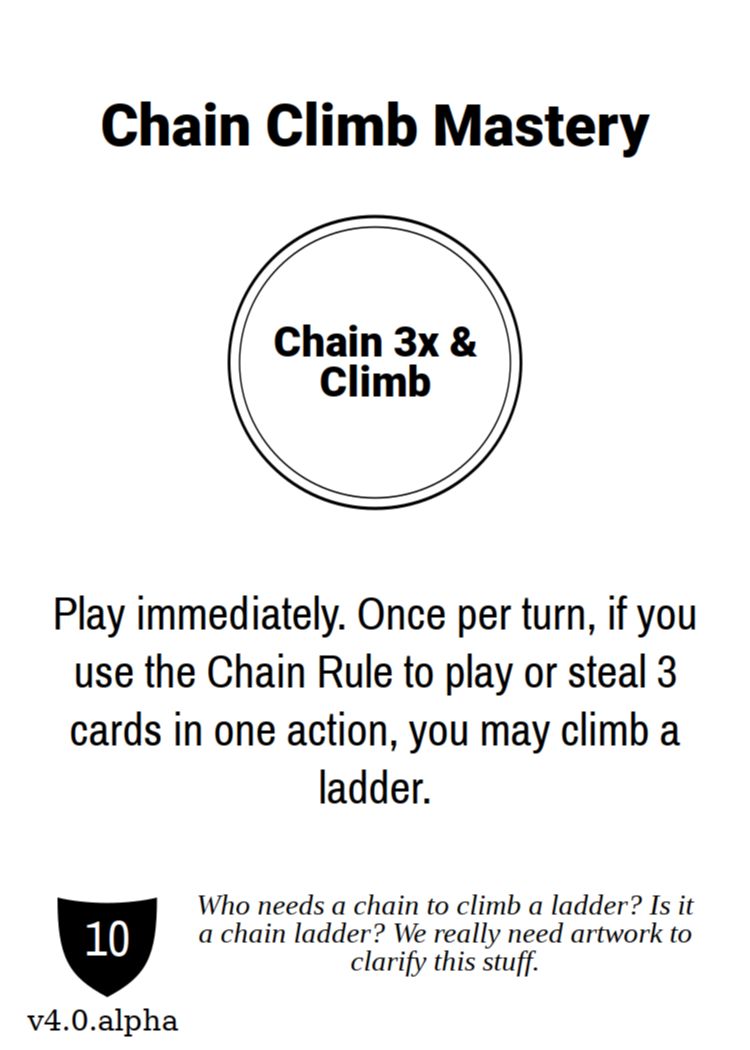 Chain Climb Mastery
Chain 3x &
Climb
Play immediately. Once per turn, if you
use the Chain Rule to play or steal 3
cards in one action, you may climb a
ladder.
10
Who needs a chain to climb a ladder? Is it
a chain ladder? We really need artwork to
clarify this stuff.
v4.0.alpha